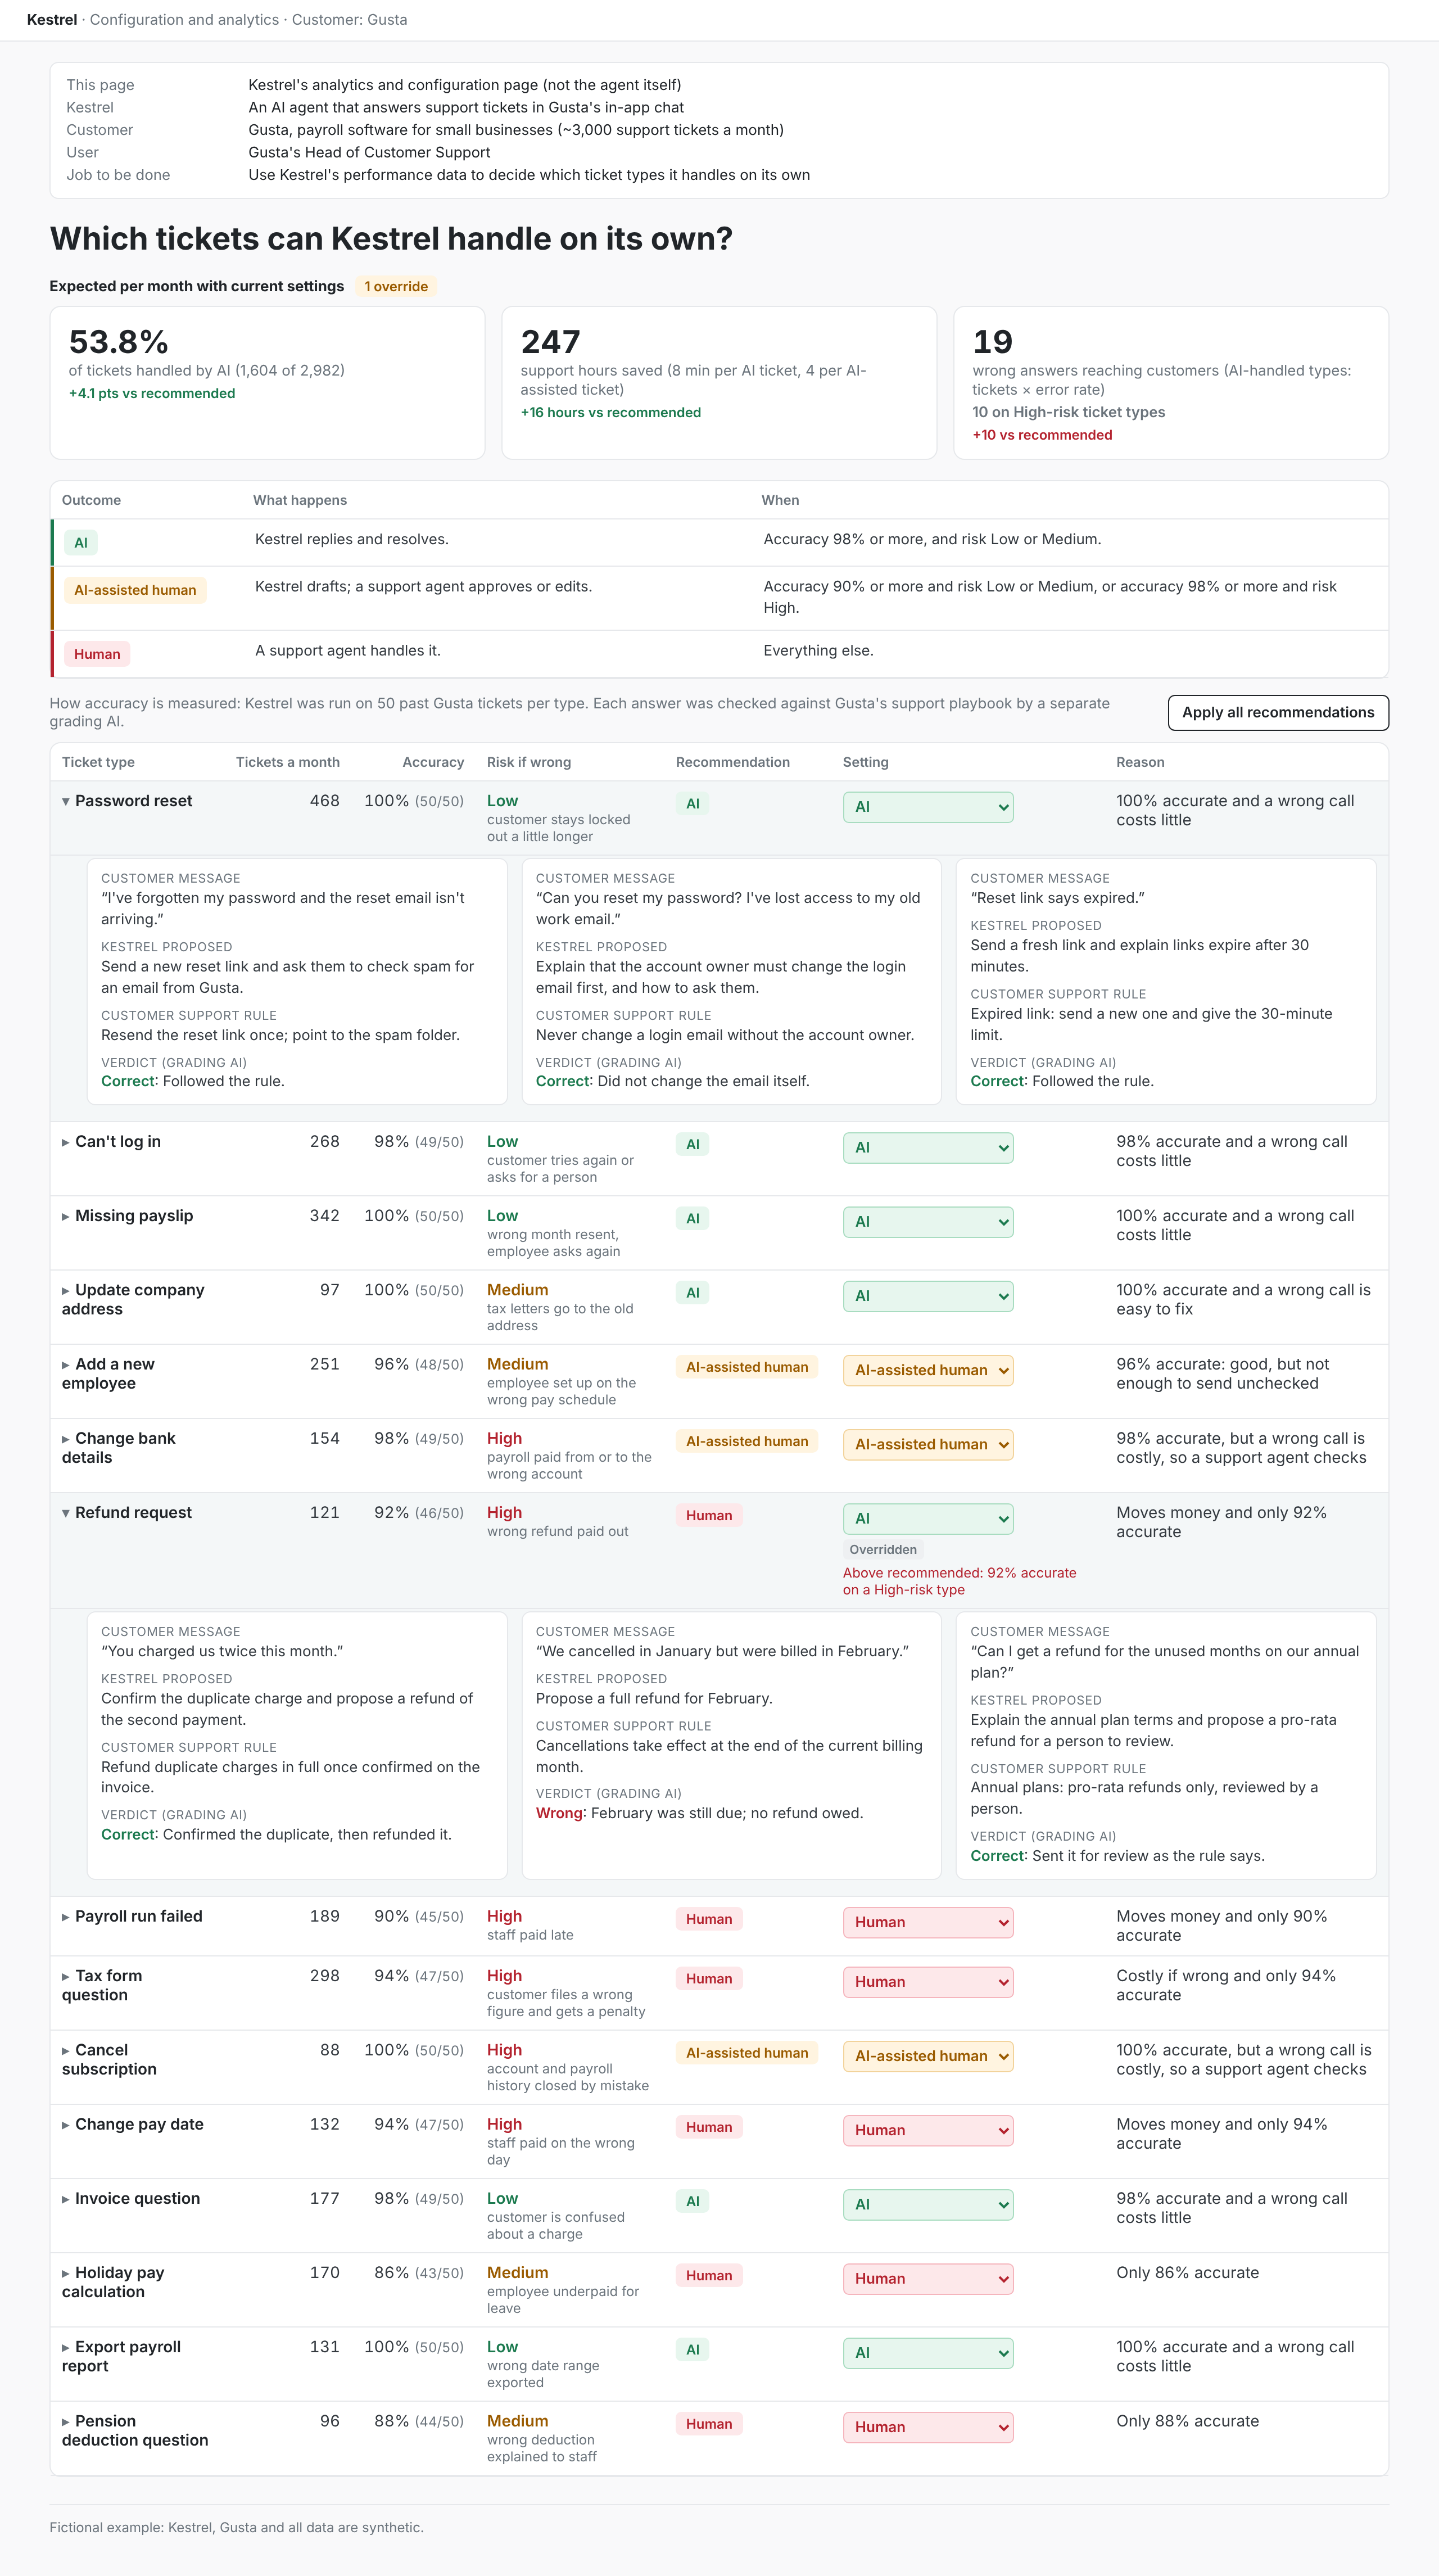 Kestrel · Configuration and analytics · Customer: Gusta
This page Kestrel's analytics and configuration page (not the agent itself)
Kestrel An AI agent that answers support tickets in Gusta's in-app chat
Customer Gusta, payroll software for small businesses (~3,000 support tickets a month)
User Gusta's Head of Customer Support
Job to be done Use Kestrel's performance data to decide which ticket types it handles on its own
Which tickets can Kestrel handle on its own?
Expected per month with current settings 1 override
53.8%
of tickets handled by AI (1,604 of 2,982)
+4.1 pts vs recommended
247
support hours saved (8 min per AI ticket, 4 per AI-
assisted ticket)
+16 hours vs recommended
19
wrong answers reaching customers (AI-handled types:
tickets × error rate)
10 on High-risk ticket types
+10 vs recommended
Outcome What happens When
AI Kestrel replies and resolves. Accuracy 98% or more, and risk Low or Medium.
AI-assisted human Kestrel drafts; a support agent approves or edits. Accuracy 90% or more and risk Low or Medium, or accuracy 98% or more and risk
High.
Human A support agent handles it. Everything else.
How accuracy is measured: Kestrel was run on 50 past Gusta tickets per type. Each answer was checked against Gusta's support playbook by a separate
grading AI.
Apply all recommendations
Ticket type Tickets a month Accuracy Risk if wrong Recommendation Setting Reason
▾ Password reset 468 100% (50/50) Low AI AI 100% accurate and a wrong call
customer stays locked costs little
out a little longer
CUSTOMER MESSAGE
“I've forgotten my password and the reset email isn't
arriving.”
KESTREL PROPOSED
Send a new reset link and ask them to check spam for
an email from Gusta.
CUSTOMER SUPPORT RULE
Resend the reset link once; point to the spam folder.
VERDICT (GRADING AI)
Correct: Followed the rule.
CUSTOMER MESSAGE
“Can you reset my password? I've lost access to my old
work email.”
KESTREL PROPOSED
Explain that the account owner must change the login
email first, and how to ask them.
CUSTOMER SUPPORT RULE
Never change a login email without the account owner.
VERDICT (GRADING AI)
Correct: Did not change the email itself.
CUSTOMER MESSAGE
“Reset link says expired.”
KESTREL PROPOSED
Send a fresh link and explain links expire after 30
minutes.
CUSTOMER SUPPORT RULE
Expired link: send a new one and give the 30-minute
limit.
VERDICT (GRADING AI)
Correct: Followed the rule.
▸ Can't log in 268 98% (49/50) Low AI AI 98% accurate and a wrong call
customer tries again or costs little
asks for a person
▸ Missing payslip 342 100% (50/50) Low AI AI 100% accurate and a wrong call
wrong month resent, costs little
employee asks again
▸ Update company 97 100% (50/50) Medium AI AI 100% accurate and a wrong call is
address tax letters go to the old easy to fix
address
▸ Add a new 251 96% (48/50) Medium AI-assisted human AI-assisted human 96% accurate: good, but not
employee employee set up on the enough to send unchecked
wrong pay schedule
▸ Change bank 154 98% (49/50) High AI-assisted human AI-assisted human 98% accurate, but a wrong call is
details payroll paid from or to the costly, so a support agent checks
wrong account
▾ Refund request 121 92% (46/50) High Human AI Moves money and only 92%
wrong refund paid out accurate
Overridden
Above recommended: 92% accurate
on a High-risk type
CUSTOMER MESSAGE
“You charged us twice this month.”
KESTREL PROPOSED
Confirm the duplicate charge and propose a refund of
the second payment.
CUSTOMER SUPPORT RULE
Refund duplicate charges in full once confirmed on the
invoice.
VERDICT (GRADING AI)
Correct: Confirmed the duplicate, then refunded it.
CUSTOMER MESSAGE
“We cancelled in January but were billed in February.”
KESTREL PROPOSED
Propose a full refund for February.
CUSTOMER SUPPORT RULE
Cancellations take effect at the end of the current billing
month.
VERDICT (GRADING AI)
Wrong: February was still due; no refund owed.
CUSTOMER MESSAGE
“Can I get a refund for the unused months on our annual
plan?”
KESTREL PROPOSED
Explain the annual plan terms and propose a pro-rata
refund for a person to review.
CUSTOMER SUPPORT RULE
Annual plans: pro-rata refunds only, reviewed by a
person.
VERDICT (GRADING AI)
Correct: Sent it for review as the rule says.
▸ Payroll run failed 189 90% (45/50) High Human Human Moves money and only 90%
staff paid late accurate
▸ Tax form 298 94% (47/50) High Human Human Costly if wrong and only 94%
question customer files a wrong accurate
figure and gets a penalty
▸ Cancel 88 100% (50/50) High AI-assisted human AI-assisted human 100% accurate, but a wrong call is
subscription account and payroll costly, so a support agent checks
history closed by mistake
▸ Change pay date 132 94% (47/50) High Human Human Moves money and only 94%
staff paid on the wrong accurate
day
▸ Invoice question 177 98% (49/50) Low AI AI 98% accurate and a wrong call
customer is confused costs little
about a charge
▸ Holiday pay 170 86% (43/50) Medium Human Human Only 86% accurate
calculation employee underpaid for
leave
▸ Export payroll 131 100% (50/50) Low AI AI 100% accurate and a wrong call
report wrong date range costs little
exported
▸ Pension 96 88% (44/50) Medium Human Human Only 88% accurate
deduction question wrong deduction
explained to staff
Fictional example: Kestrel, Gusta and all data are synthetic.